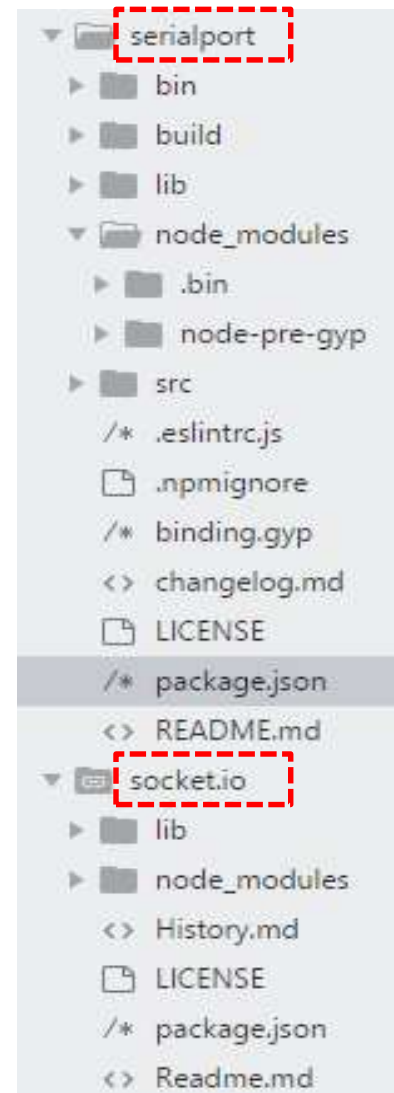 serialport
bin
build
lib
node_modules
.bin
node-pre-gyp
src
/* .eslintrc.js
.npmignore
/* binding.gyp
<> changelog.md
LICENSE
/* package.json
<> README.md
socket.io
lib
node_modules
<> History.md
LICENSE
/* package.json
<> Readme.md